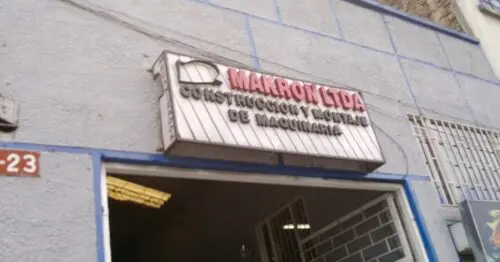 MAKRON LTDA
CONSTRUCCION Y MONTAJE
DE MAQUINARIA
-23